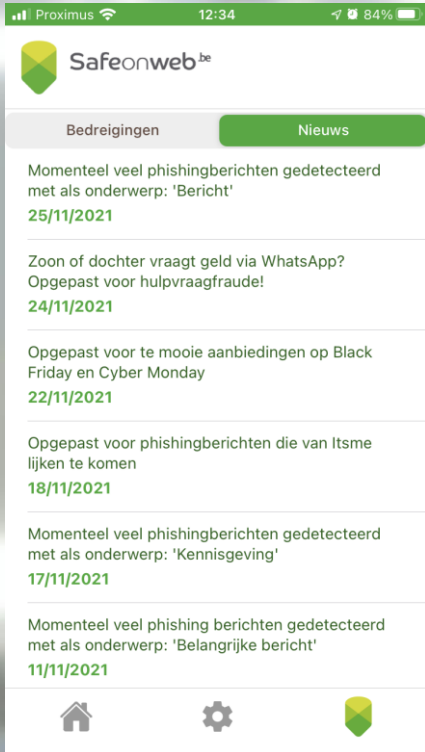 Proximus 12:34 84%
Safeonweb.be
Bedreigingen Nieuws
Momenteel veel phishingberichten gedetecteerd
met als onderwerp: 'Bericht'
25/11/2021
Zoon of dochter vraagt geld via WhatsApp?
Opgepast voor hulpvraagfraude!
24/11/2021
Opgepast voor te mooie aanbiedingen op Black
Friday en Cyber Monday
22/11/2021
Opgepast voor phishingberichten die van Itsme
lijken te komen
18/11/2021
Momenteel veel phishingberichten gedetecteerd
met als onderwerp: 'Kennisgeving'
17/11/2021
Momenteel veel phishing berichten gedetecteerd
met als onderwerp: 'Belangrijke bericht'
11/11/2021